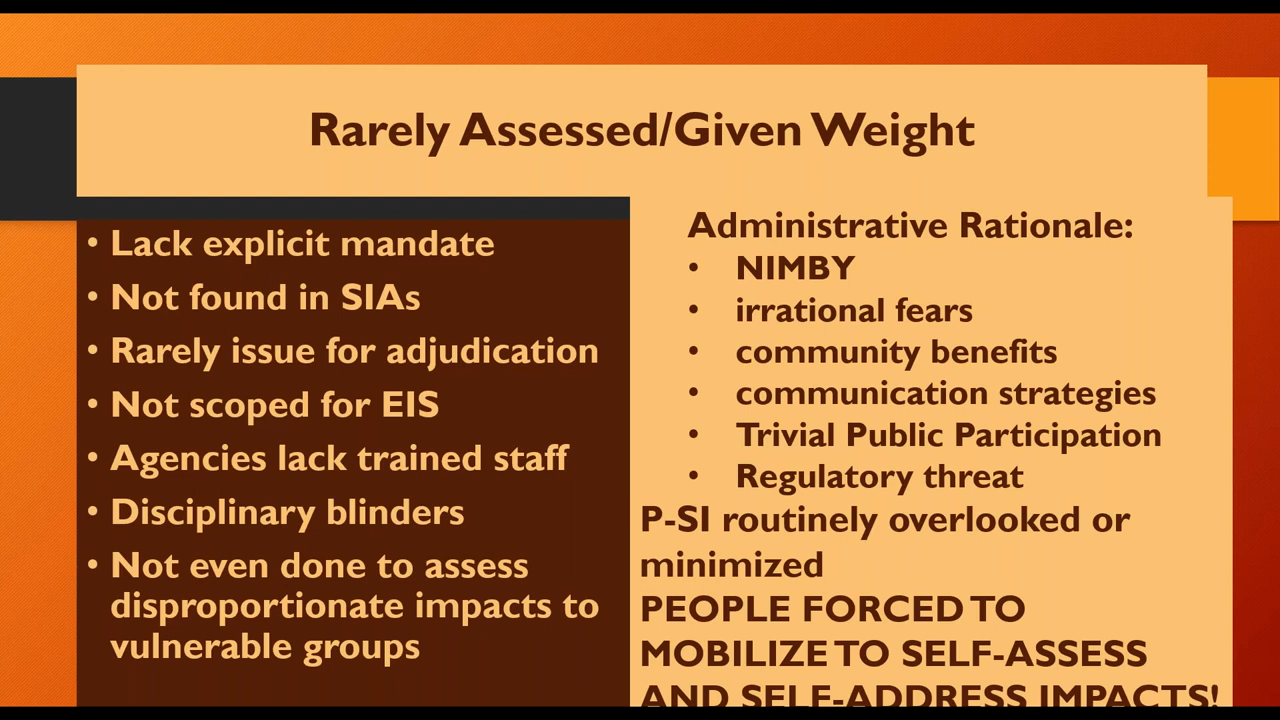 Rarely Assessed/Given Weight
• Lack explicit mandate
• Not found in SIAs
• Rarely issue for adjudication
• Not scoped for EIS
• Agencies lack trained staff
• Disciplinary blinders
• Not even done to assess
disproportionate impacts to
vulnerable groups
Administrative Rationale:
• NIMBY
• irrational fears
• community benefits
• communication strategies
• Trivial Public Participation
• Regulatory threat
P-SI routinely overlooked or
minimized
PEOPLE FORCED TO
MOBILIZE TO SELF-ASSESS
AND SELF-ADDRESS IMPACTS!